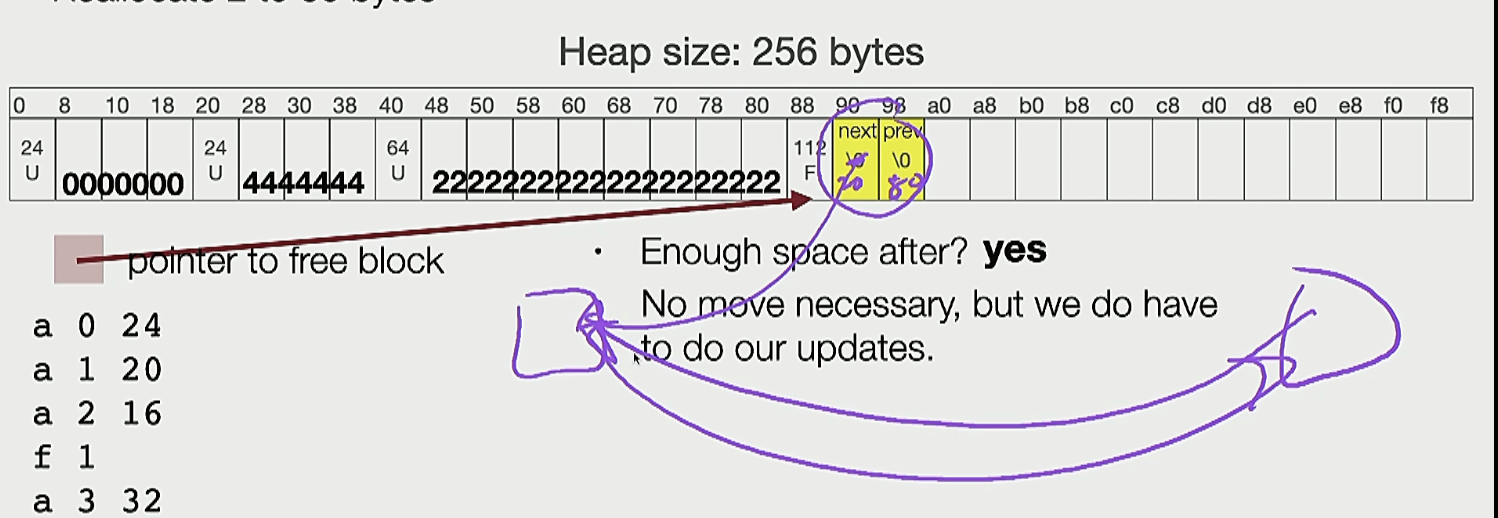 Heap size: 256 bytes
0 8 10 18 20 28 30 38 40 48 50 58 60 68 70 78 80 88 90 98 a0 a8 b0 b8 c0 c8 d0 d8 e0 e8 f0 f8
next prev
24 24 64 112 \0 \0
U 0000000 U 4444444 U 2222222222222222222222 F 80
pointer to free block
• Enough space after? yes
No move necessary, but we do have
to do our updates.
a 0 24
a 1 20
a 2 16
f 1
a 3 32